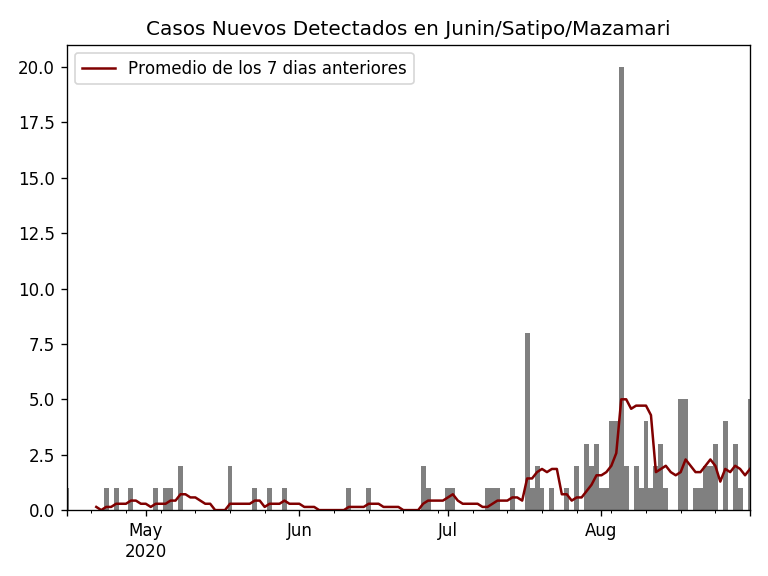 Casos Nuevos Detectados en Junin/Satipo/Mazamari
Promedio de los 7 dias anteriores
20.0
17.5
15.0
12.5
10.0
7.5
5.0
2.5
0.0
May
2020
Jun
Jul
Aug